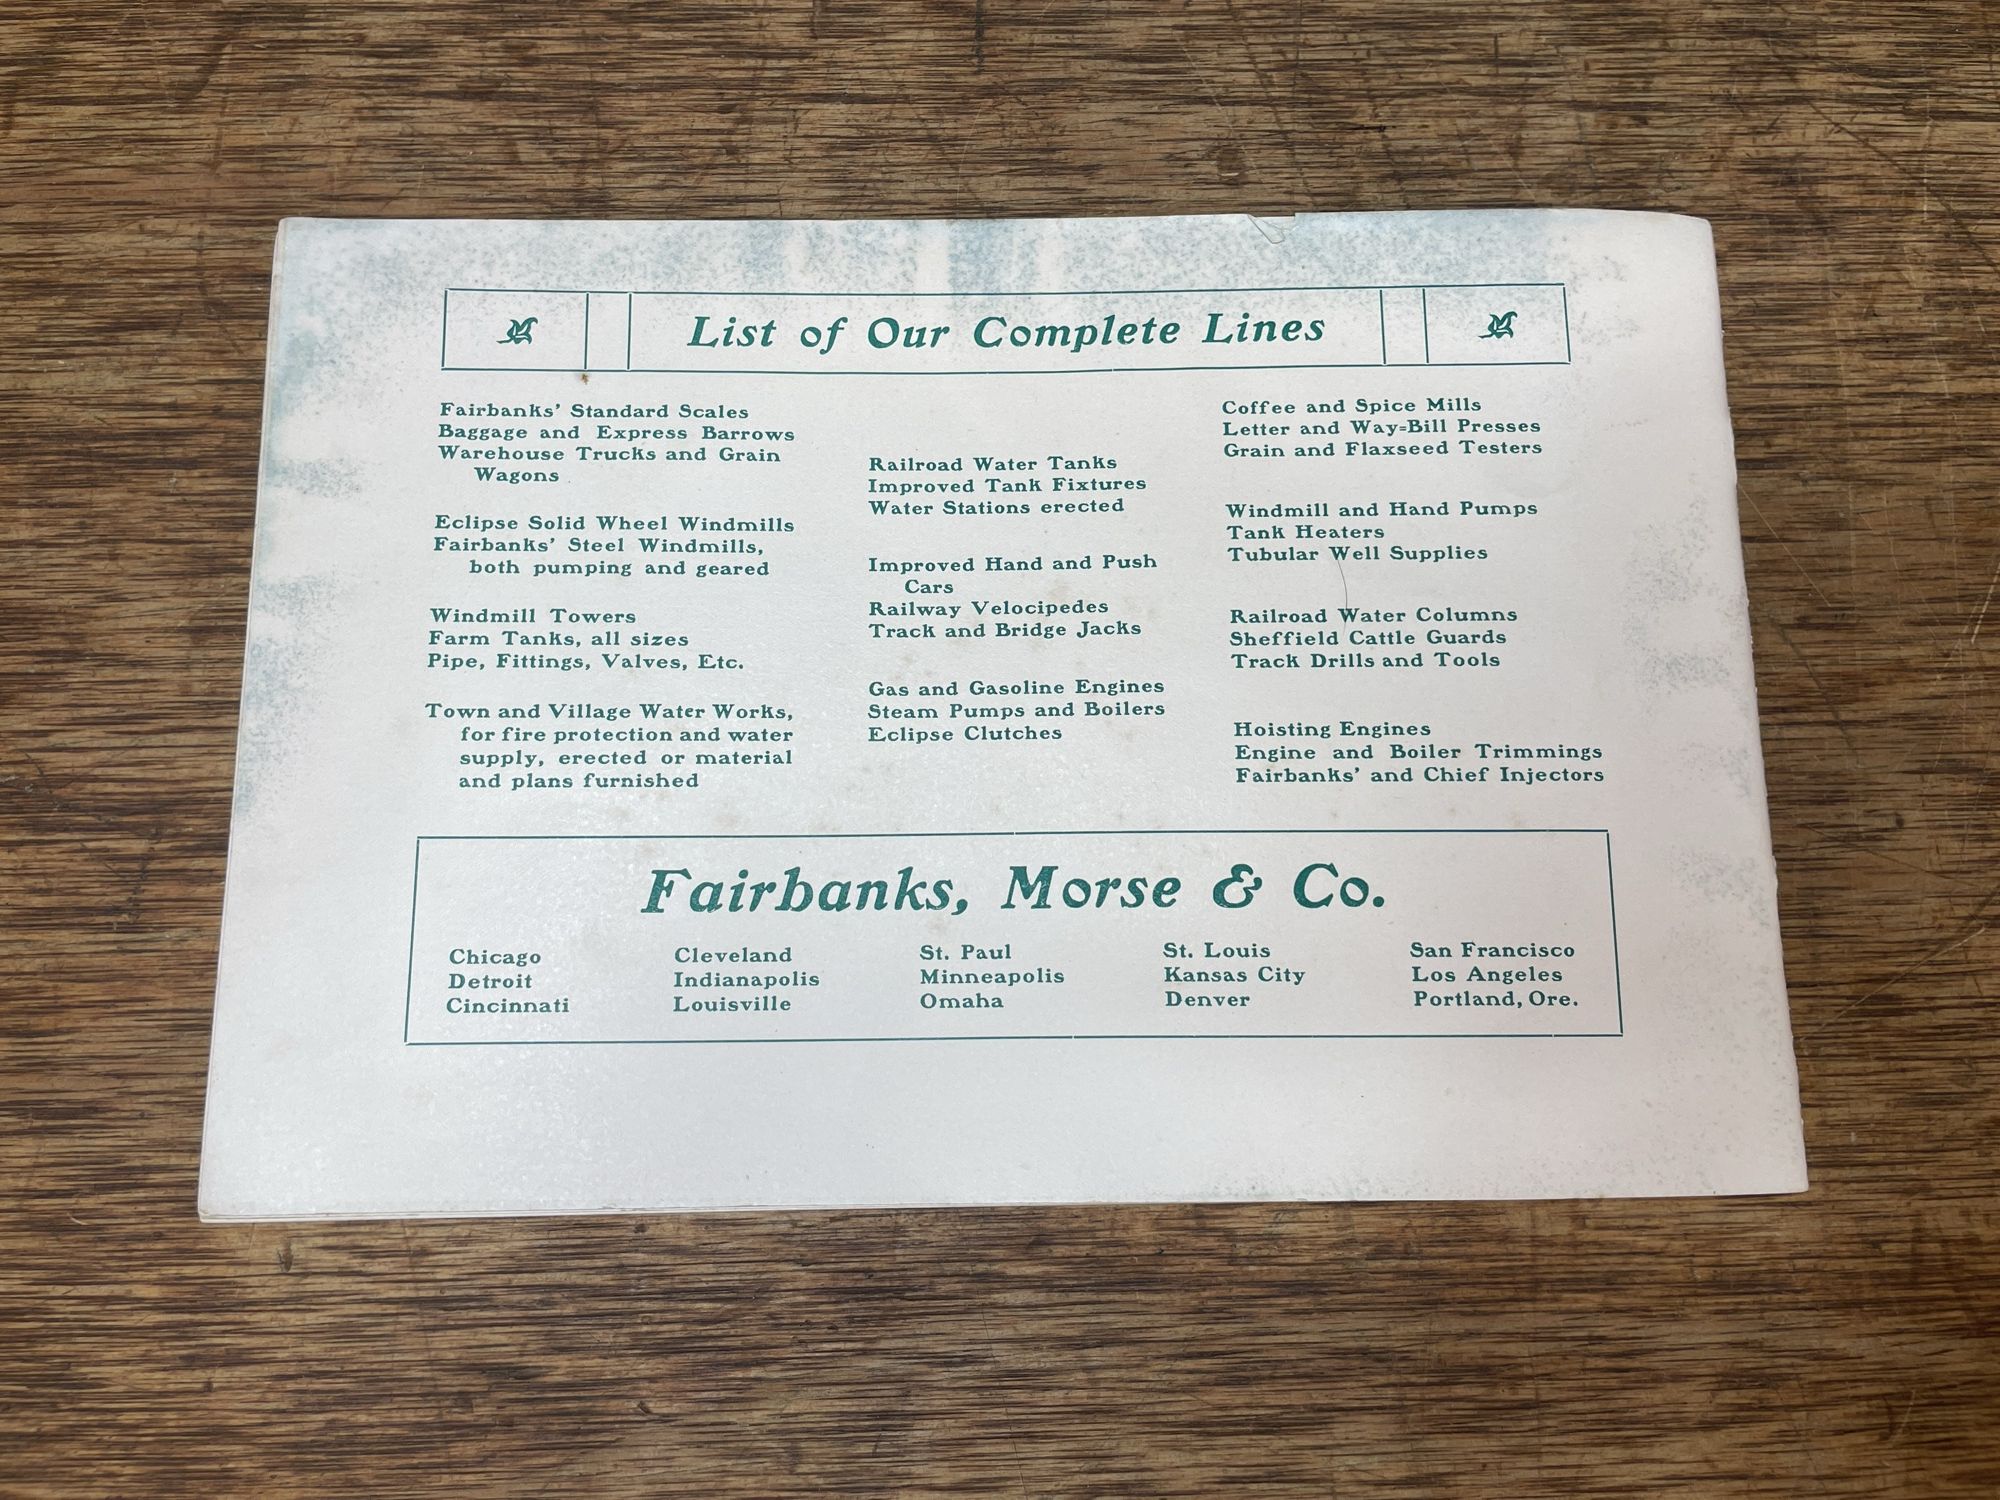 List of Our Complete Lines
Fairbanks' Standard Scales
Baggage and Express Barrows
Warehouse Trucks and Grain
Wagons
Eclipse Solid Wheel Windmills
Fairbanks' Steel Windmills,
both pumping and geared
Windmill Towers
Farm Tanks, all sizes
Pipe, Fittings, Valves, Etc.
Town and Village Water Works,
for fire protection and water
supply, erected or material
and plans furnished
Railroad Water Tanks
Improved Tank Fixtures
Water Stations erected
Improved Hand and Push
Cars
Railway Velocipedes
Track and Bridge Jacks
Gas and Gasoline Engines
Steam Pumps and Boilers
Eclipse Clutches
Coffee and Spice Mills
Letter and Way=Bill Presses
Grain and Flaxseed Testers
Windmill and Hand Pumps
Tank Heaters
Tubular Well Supplies
Railroad Water Columns
Sheffield Cattle Guards
Track Drills and Tools
Hoisting Engines
Engine and Boiler Trimmings
Fairbanks' and Chief Injectors
Fairbanks, Morse & Co.
Chicago
Detroit
Cincinnati
Cleveland
Indianapolis
Louisville
St. Paul
Minneapolis
Omaha
St. Louis
Kansas City
Denver
San Francisco
Los Angeles
Portland, Ore.